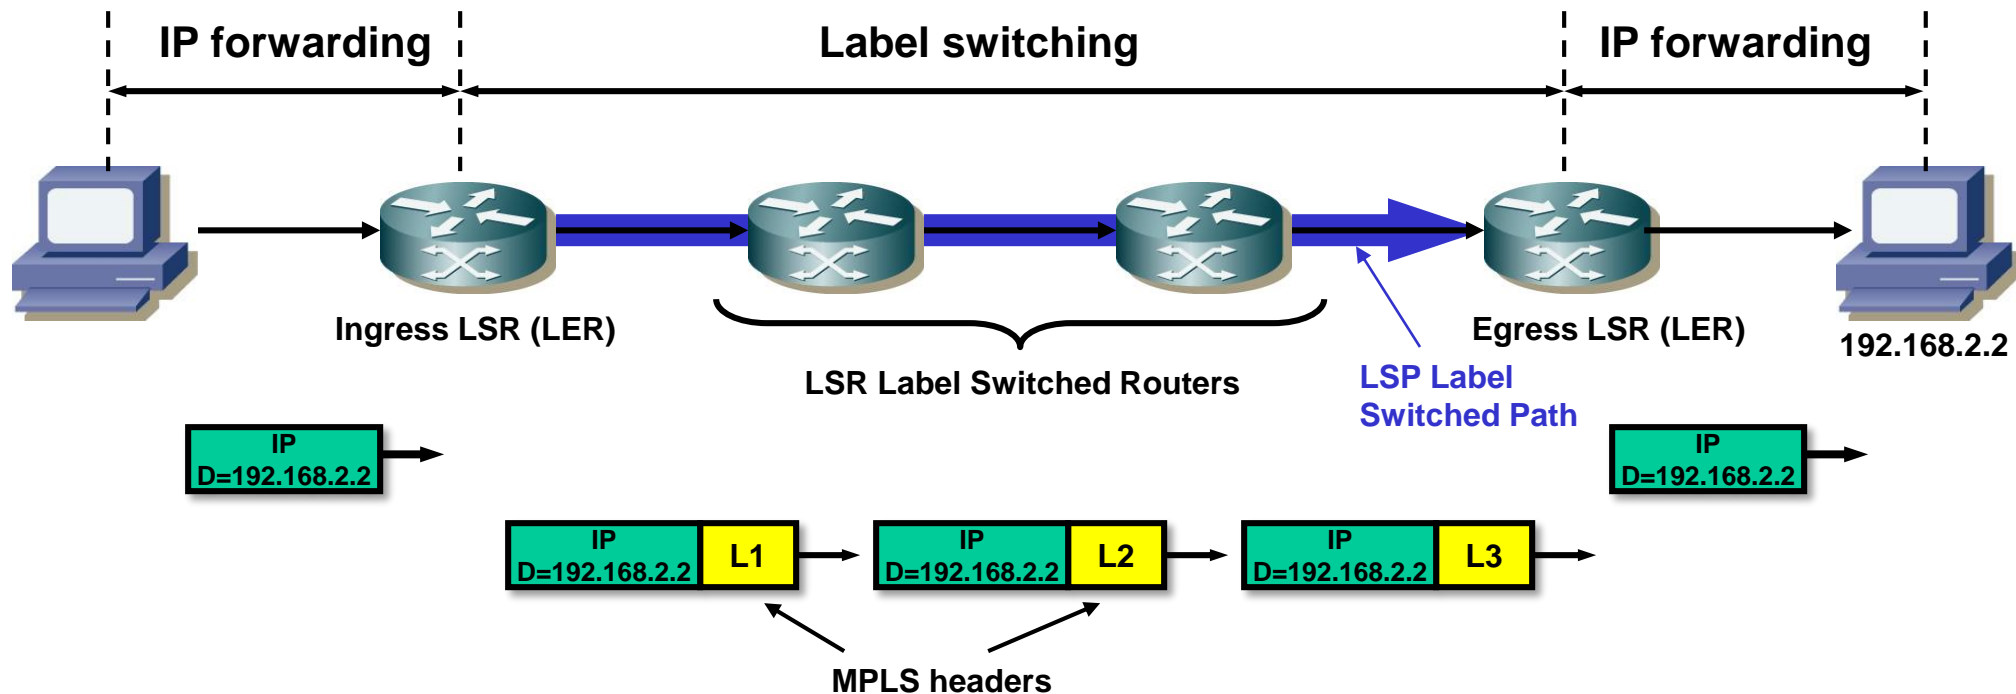 IP forwarding
Label switching
IP forwarding
Ingress LSR (LER)
LSR Label Switched Routers
LSP Label
Switched Path
Egress LSR (LER)
192.168.2.2
IP
D=192.168.2.2
IP
D=192.168.2.2
IP
D=192.168.2.2
L1
IP
D=192.168.2.2
L2
IP
D=192.168.2.2
L3
MPLS headers